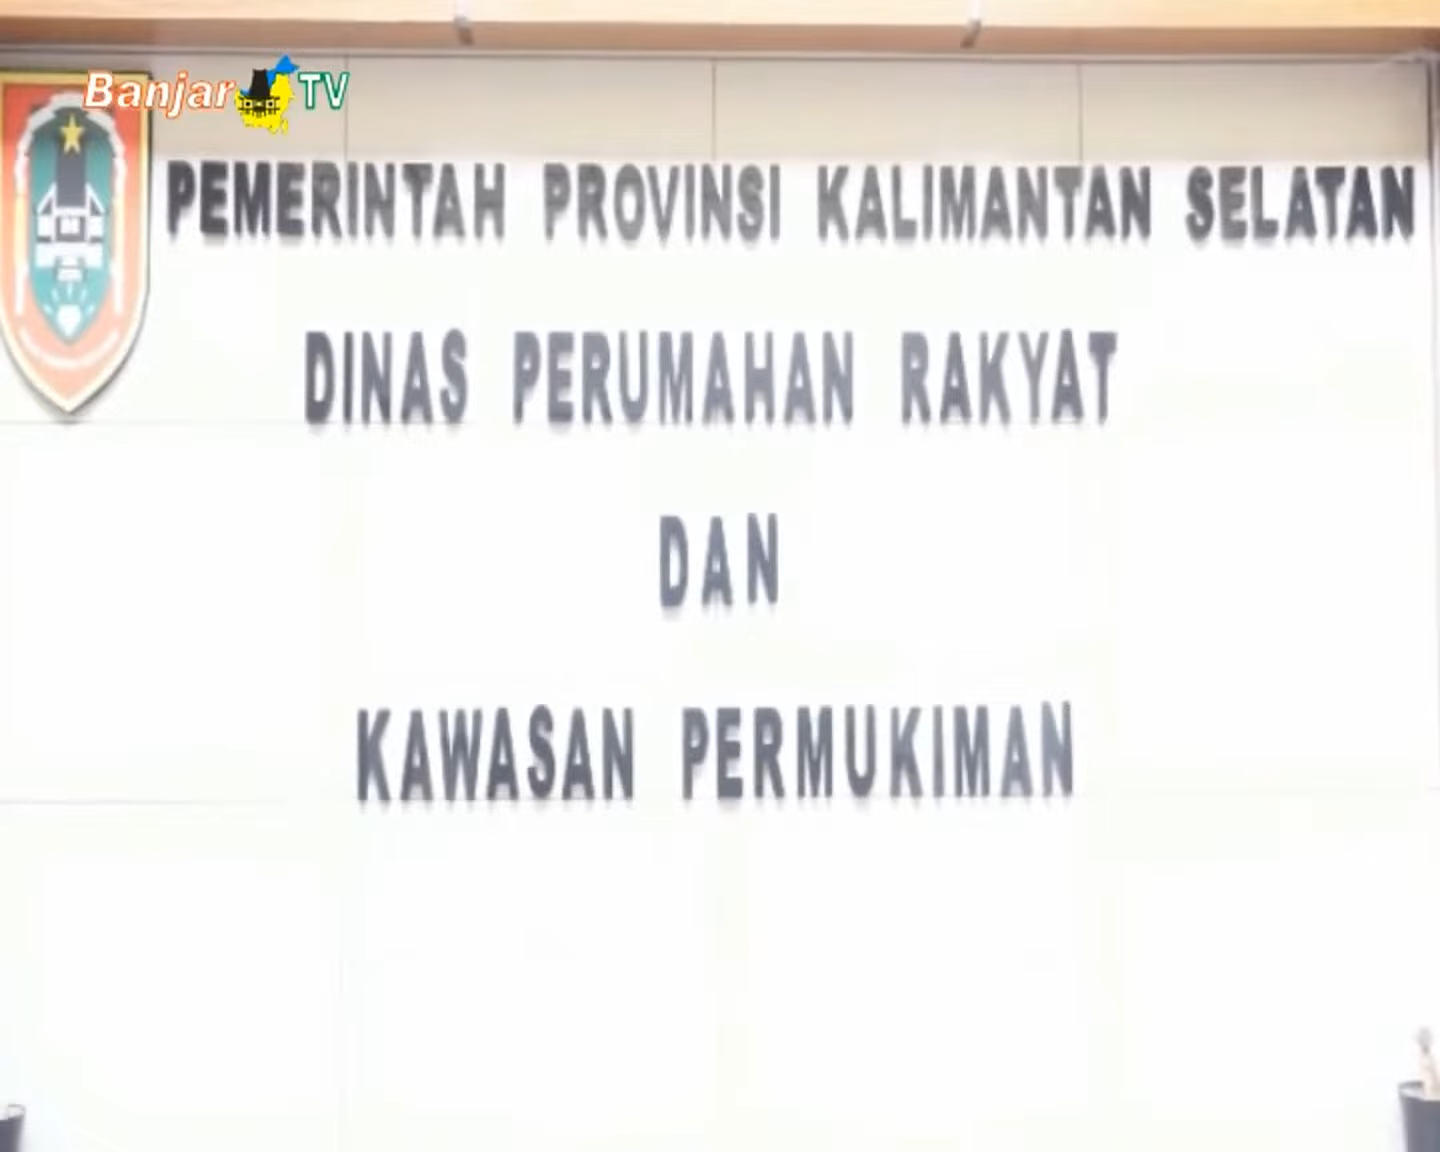 Banjar TV
PEMERINTAH PROVINSI KALIMANTAN SELATAN
DINAS PERUMAHAN RAKYAT
DAN
KAWASAN PERMUKIMAN